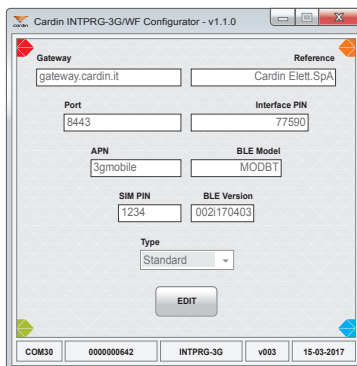 cardin
Cardin INTPRG-3G/WF Configurator - v1.1.0
Gateway Reference
gateway.cardin.it Cardin Elett.SpA
Port Interface PIN
8443 77590
APN BLE Model
3gmobile MODBT
SIM PIN BLE Version
1234 002i170403
Type
Standard
EDIT
COM30 0000000642 INTPRG-3G v003 15-03-2017